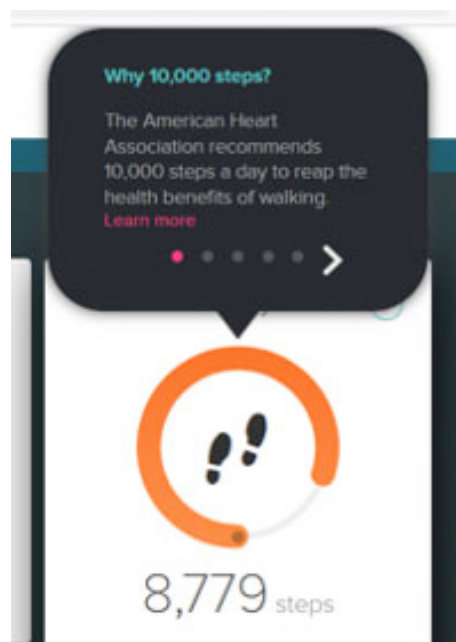 Why 10,000 steps?
The American Heart
Association recommends
10,000 steps a day to reap the
health benefits of walking.
Learn more
8,779 steps